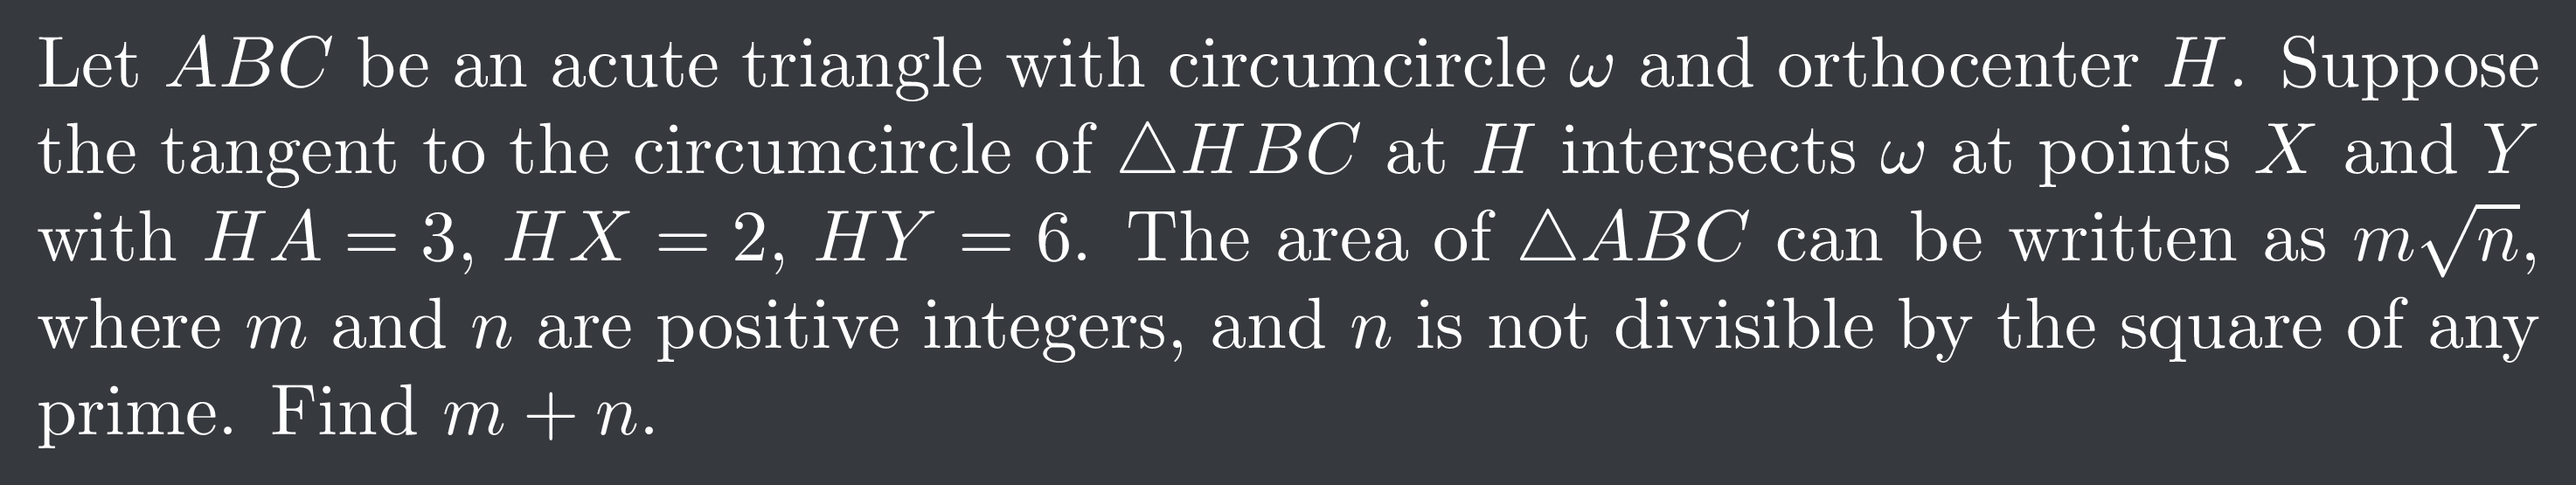 Let ABC be an acute triangle with circumcircle ω and orthocenter H. Suppose
the tangent to the circumcircle of △HBC at H intersects ω at points X and Y
with HA = 3, HX = 2, HY = 6. The area of △ABC can be written as m√n,
where m and n are positive integers, and n is not divisible by the square of any
prime. Find m + n.